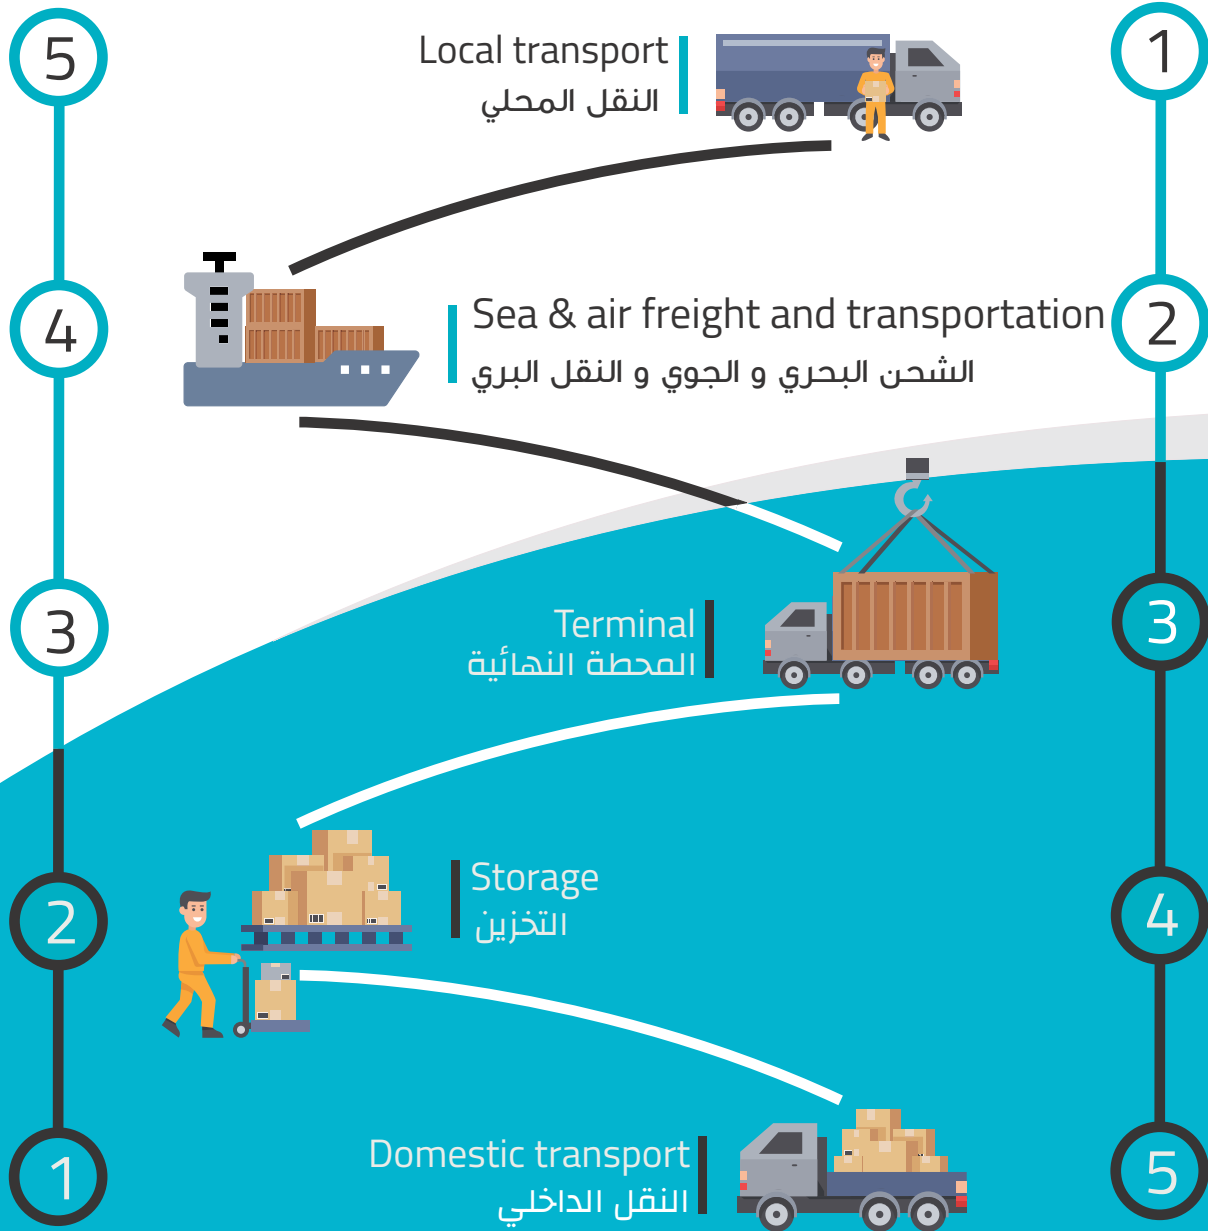 5
1
Local transport
النقل المحلي
4
2
Sea & air freight and transportation
الشحن البحري و الجوي و النقل البري
3
3
Terminal
المحطة النهائية
2
4
Storage
التخزين
1
5
Domestic transport
النقل الداخلي